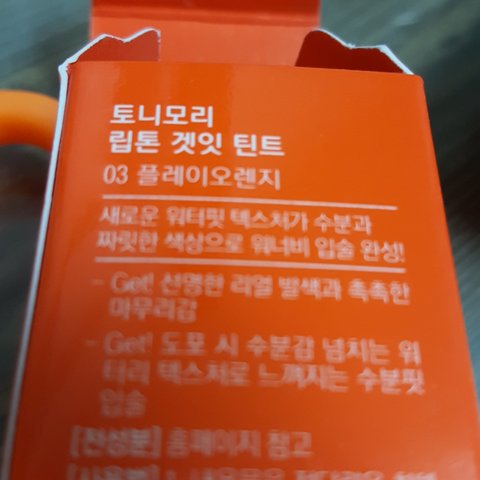 토니모리
립톤 겟잇 틴트
03 플레이오렌지
새로운 워터핏 텍스처가 수분과
짜릿한 색상으로 워너비 입술 완성!
- Get! 선명한 리얼 발색과 촉촉한
마무리감
- Get! 도포 시 수분감 넘치는 워
터리 텍스처로 느껴지는 수분핏
입술
[전성분] 홈페이지 참고